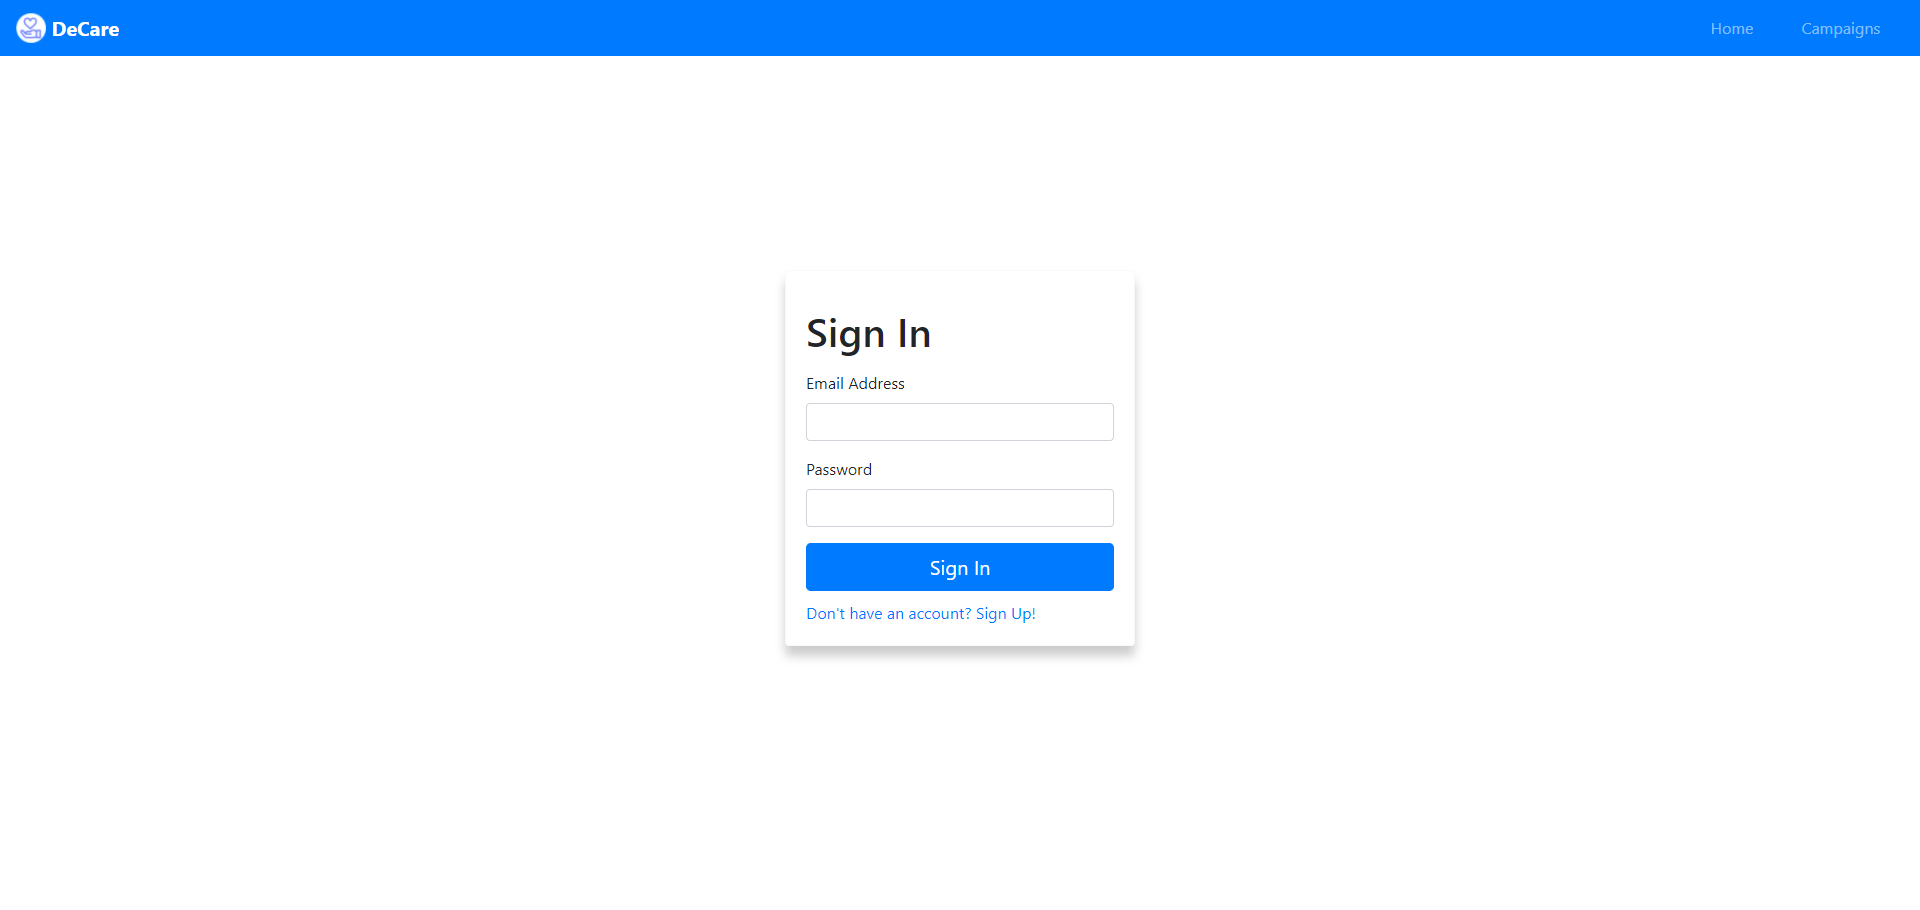 DeCare
Home
Campaigns
Sign In
Email Address
Password
Sign In
Don't have an account? Sign Up!